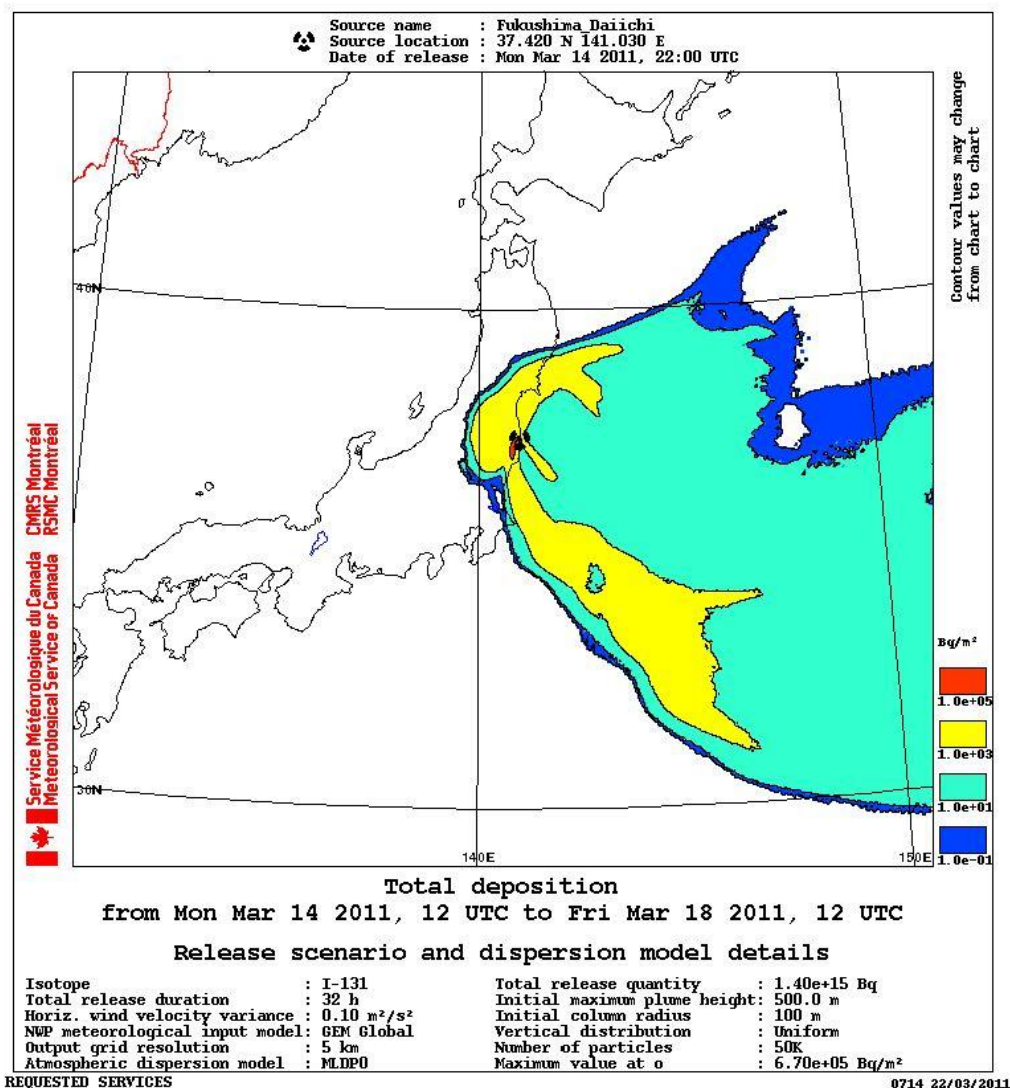 Source name : Fukushima_Daiichi
Source location : 37.420 N 141.030 E
Date of release : Mon Mar 14 2011, 22:00 UTC
Contour values may change
from chart to chart
40N
30N
140E
150E
Service Météorologique du Canada CMRS Montréal
Meteorological Service of Canada RSMC Montréal
Bq/m²
1.0e+05
1.0e+03
1.0e+01
1.0e-01
Total deposition
from Mon Mar 14 2011, 12 UTC to Fri Mar 18 2011, 12 UTC
Release scenario and dispersion model details
Isotope : I-131
Total release duration : 32 h
Horiz. wind velocity variance : 0.10 m²/s²
NWP meteorological input model: GEM Global
Output grid resolution : 5 km
Atmospheric dispersion model : MLDP0
Total release quantity : 1.40e+15 Bq
Initial maximum plume height: 500.0 m
Initial column radius : 100 m
Vertical distribution : Uniform
Number of particles : 50K
Maximum value at o : 6.70e+05 Bq/m²
REQUESTED SERVICES
0714 22/03/2011